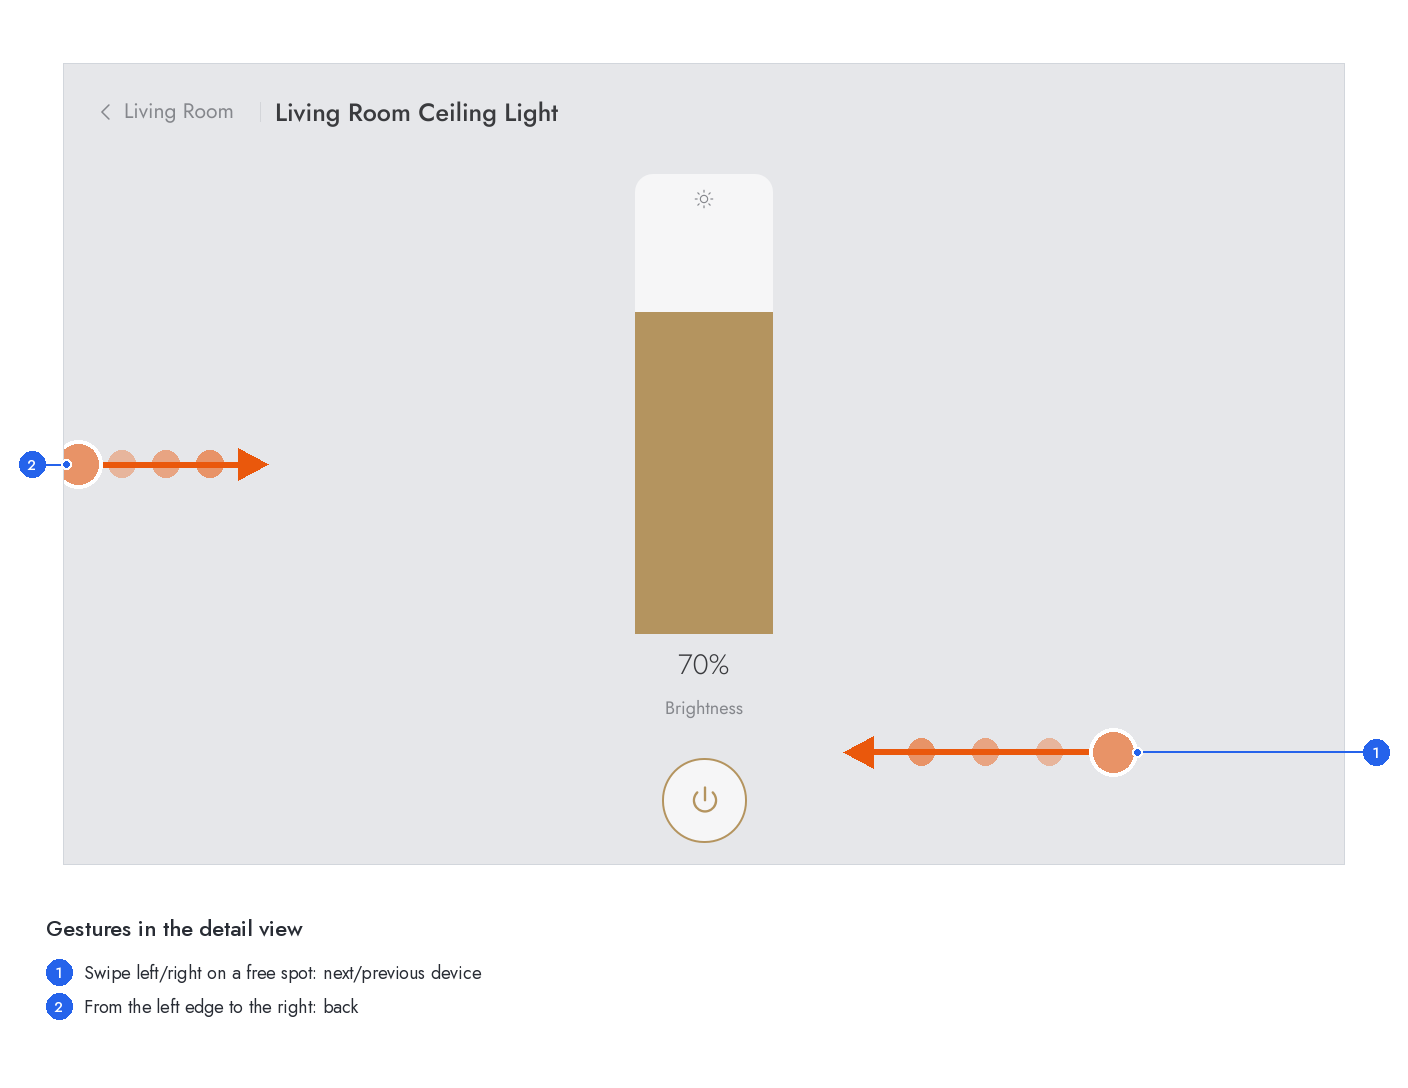 Living Room
Living Room Ceiling Light
70%
Brightness
2
1
Gestures in the detail view
1 Swipe left/right on a free spot: next/previous device
2 From the left edge to the right: back